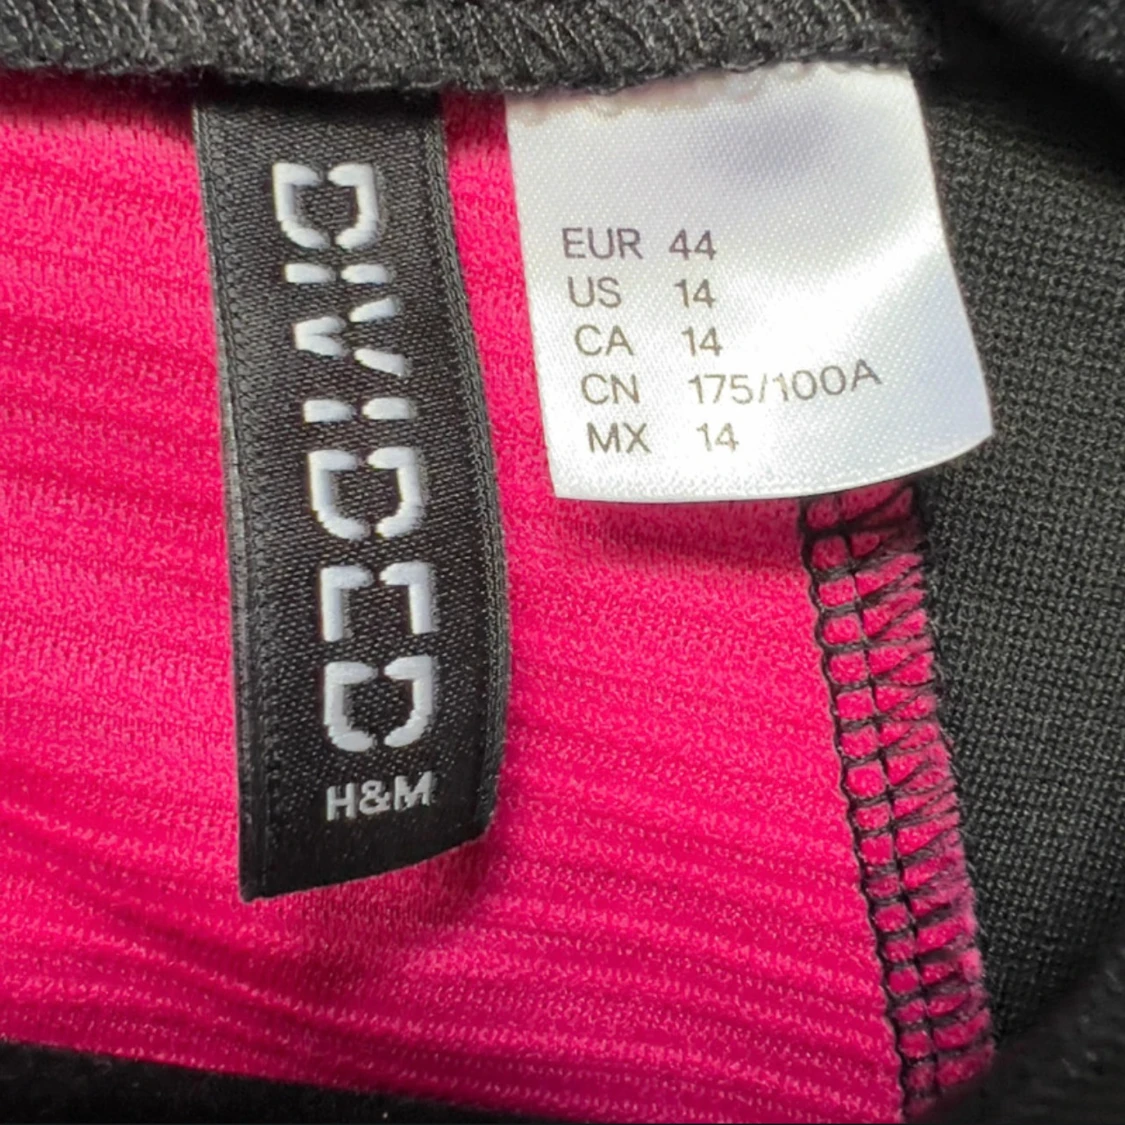 DIVIDED
H&M
EUR 44
US 14
CA 14
CN 175/100A
MX 14